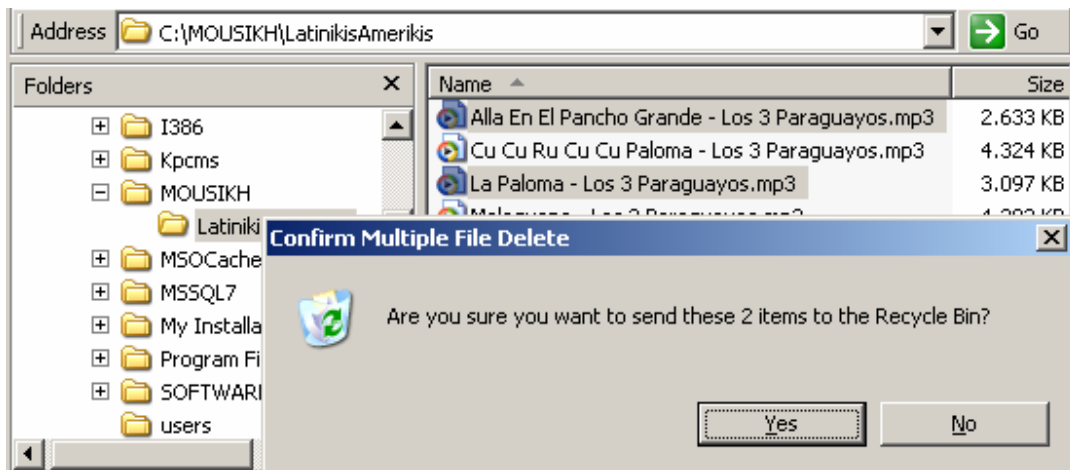 Address C:\MOUSIKH\LatinikisAmerikis Go
Folders
I386
Kpcms
MOUSIKH
Latiniki
MSOCache
MSSQL7
My Installa
Program Fi
SOFTWARI
users
Name Size
Alla En El Pancho Grande - Los 3 Paraguayos.mp3 2.633 KB
Cu Cu Ru Cu Cu Paloma - Los 3 Paraguayos.mp3 4.324 KB
La Paloma - Los 3 Paraguayos.mp3 3.097 KB
Confirm Multiple File Delete
Are you sure you want to send these 2 items to the Recycle Bin?
Yes No